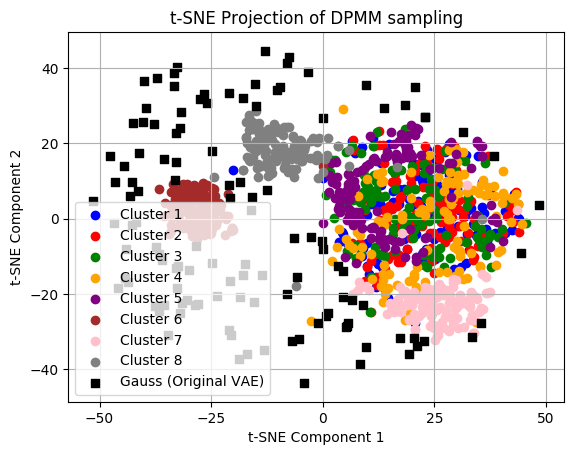 t-SNE Projection of DPMM sampling
t-SNE Component 2
40
20
0
−20
−40
Cluster 1
Cluster 2
Cluster 3
Cluster 4
Cluster 5
Cluster 6
Cluster 7
Cluster 8
Gauss (Original VAE)
−50 −25 0 25 50
t-SNE Component 1